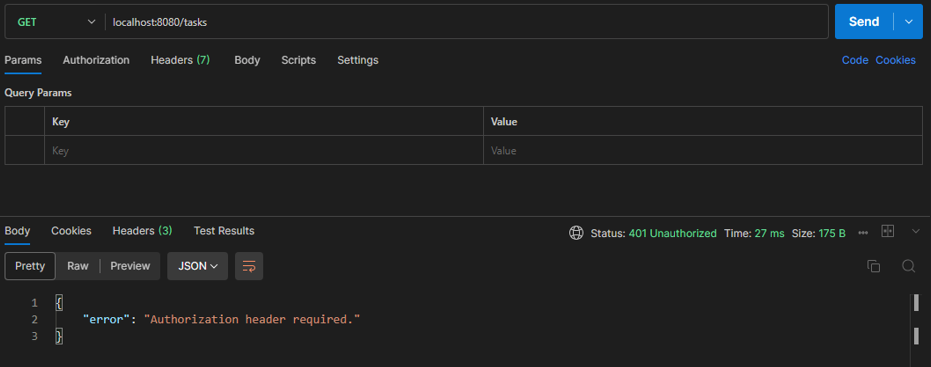 GET localhost:8080/tasks Send
Params Authorization Headers (7) Body Scripts Settings Code Cookies
Query Params
Key Value
Key Value
Body Cookies Headers (3) Test Results Status: 401 Unauthorized Time: 27 ms Size: 175 B
Pretty Raw Preview JSON
1 {
2 "error": "Authorization header required."
3 }